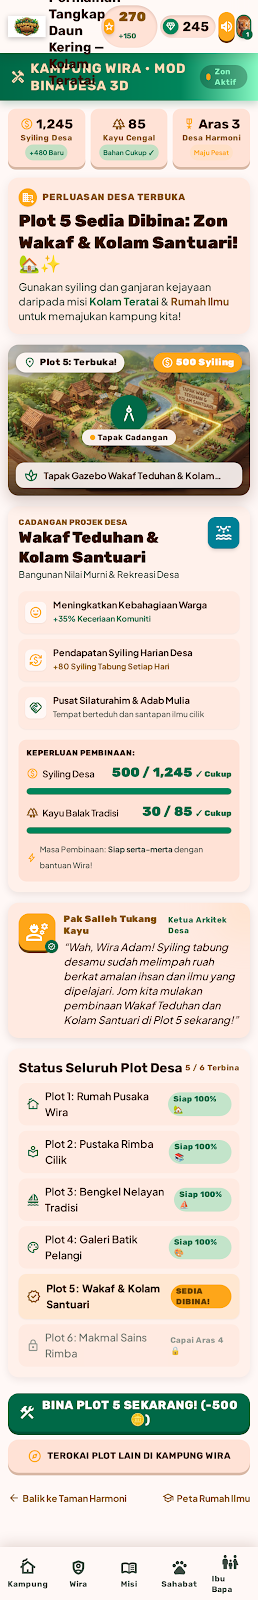 Permainan
Tangkap
Daun
Kering —
Kolam
Teratai
270
+150
245
1
KAMPUNG WIRA • MOD
BINA DESA 3D
Zon
Aktif
1,245
Syiling Desa
+480 Baru
85
Kayu Cengal
Bahan Cukup ✓
Aras 3
Desa Harmoni
Maju Pesat
PERLUASAN DESA TERBUKA
Plot 5 Sedia Dibina: Zon
Wakaf & Kolam Santuari!
🏡✨
Gunakan syiling dan ganjaran kejayaan
daripada misi Kolam Teratai & Rumah Ilmu
untuk memajukan kampung kita!
Plot 5: Terbuka!
500 Syiling
Tapak Cadangan
Tapak Gazebo Wakaf Teduhan & Kolam...
CADANGAN PROJEK DESA
Wakaf Teduhan &
Kolam Santuari
Bangunan Nilai Murni & Rekreasi Desa
Meningkatkan Kebahagiaan Warga
+35% Keceriaan Komuniti
Pendapatan Syiling Harian Desa
+80 Syiling Tabung Setiap Hari
Pusat Silaturahim & Adab Mulia
Tempat berteduh dan santapan ilmu cilik
KEPERLUAN PEMBINAAN:
Syiling Desa 500 / 1,245 ✓ Cukup
Kayu Balak Tradisi 30 / 85 ✓ Cukup
Masa Pembinaan: Siap serta-merta dengan
bantuan Wira!
Pak Salleh Tukang
Kayu
Ketua Arkitek
Desa
"Wah, Wira Adam! Syiling tabung
desamu sudah melimpah ruah
berkat amalan ihsan dan ilmu yang
dipelajari. Jom kita mulakan
pembinaan Wakaf Teduhan dan
Kolam Santuari di Plot 5 sekarang!"
Status Seluruh Plot Desa 5 / 6 Terbina
Plot 1: Rumah Pusaka
Wira
Siap 100%
🏡
Plot 2: Pustaka Rimba
Cilik
Siap 100%
📚
Plot 3: Bengkel Nelayan
Tradisi
Siap 100%
⛵
Plot 4: Galeri Batik
Pelangi
Siap 100%
🎨
Plot 5: Wakaf & Kolam
Santuari
SEDIA
DIBINA!
Plot 6: Makmal Sains
Rimba
Capai Aras 4
🔒
BINA PLOT 5 SEKARANG! (-500
🪙)
TEROKAI PLOT LAIN DI KAMPUNG WIRA
Balik ke Taman Harmoni
Peta Rumah Ilmu
Kampung
Wira
Misi
Sahabat
Ibu
Bapa